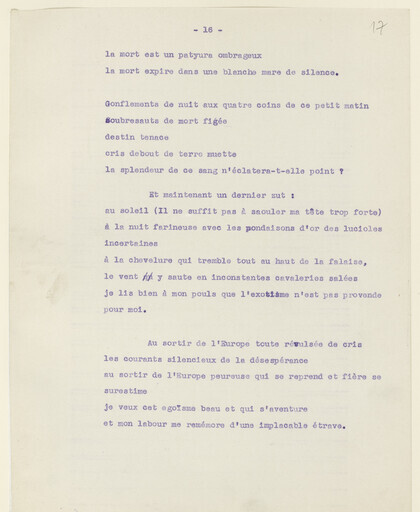 - 16 -
17
la mort est un patyura ombrageux
la mort expire dans une blanche mare de silence.
Gonflements de nuit aux quatre coins de ce petit matin
soubresauts de mort figée
destin tenace
cris debout de terre muette
la splendeur de ce sang n'éclatera-t-elle point ?
Et maintenant un dernier zut :
au soleil (Il ne suffit pas à saouler ma tête trop forte)
à la nuit farineuse avec les pondaisons d'or des lucioles
incertaines
à la chevelure qui tremble tout au haut de la falaise,
le vent y saute en inconstantes cavaleries salées
je lis bien à mon pouls que l'exotisme n'est pas provende
pour moi.
Au sortir de l'Europe toute révulsée de cris
les courants silencieux de la désespérance
au sortir de l'Europe peureuse qui se reprend et fière se
surestime
je veux cet egoïsme beau et qui s'aventure
et mon labour me remémore d'une implacable étrave.